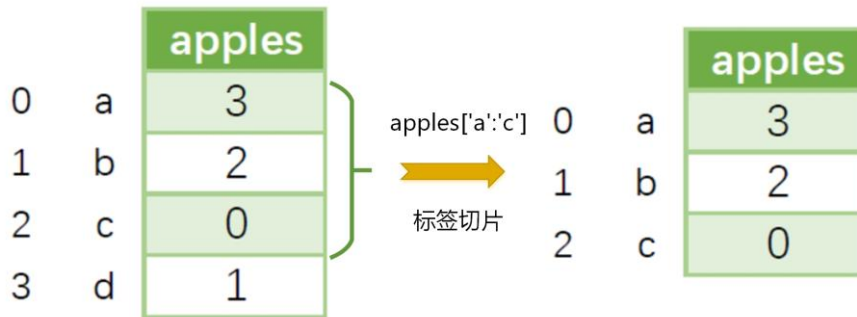 apples
0 a 3
1 b 2
2 c 0
3 d 1
apples['a':'c']
标签切片
apples
0 a 3
1 b 2
2 c 0